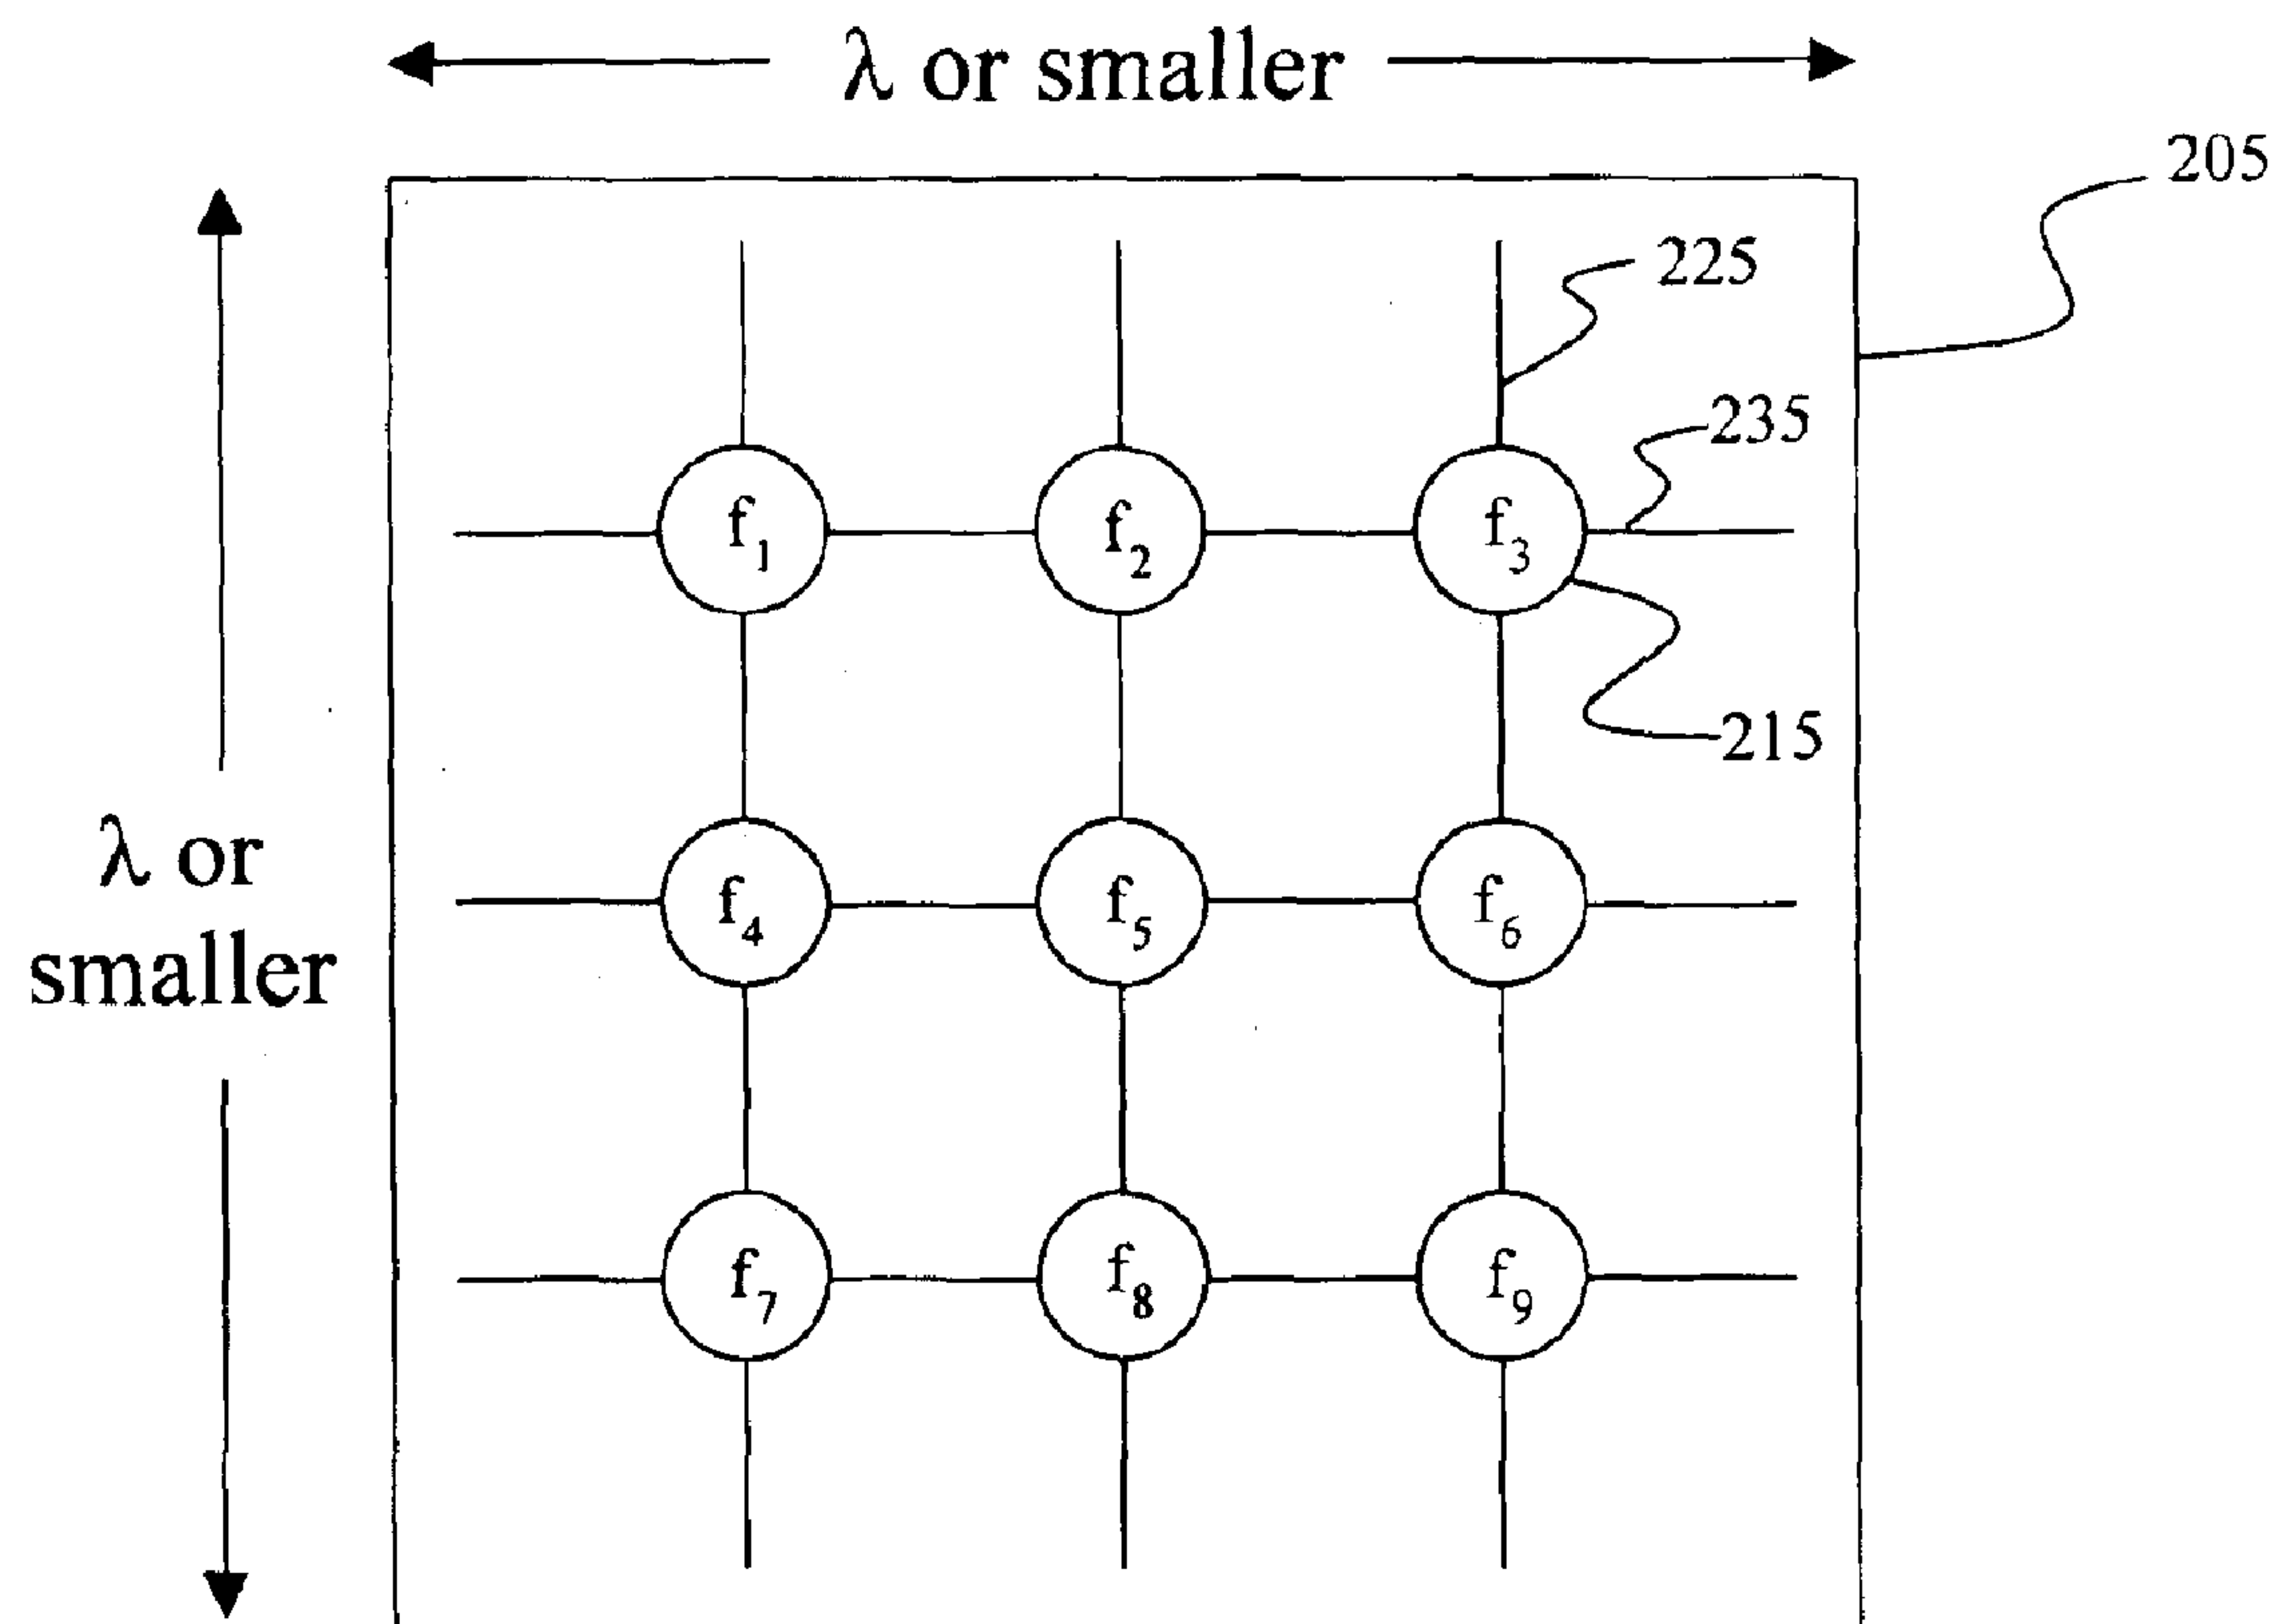 λ or smaller
205
225
235
f₁ f₂ f₃
215
λ or
smaller
f₄ f₅ f₆
f₇ f₈ f₉